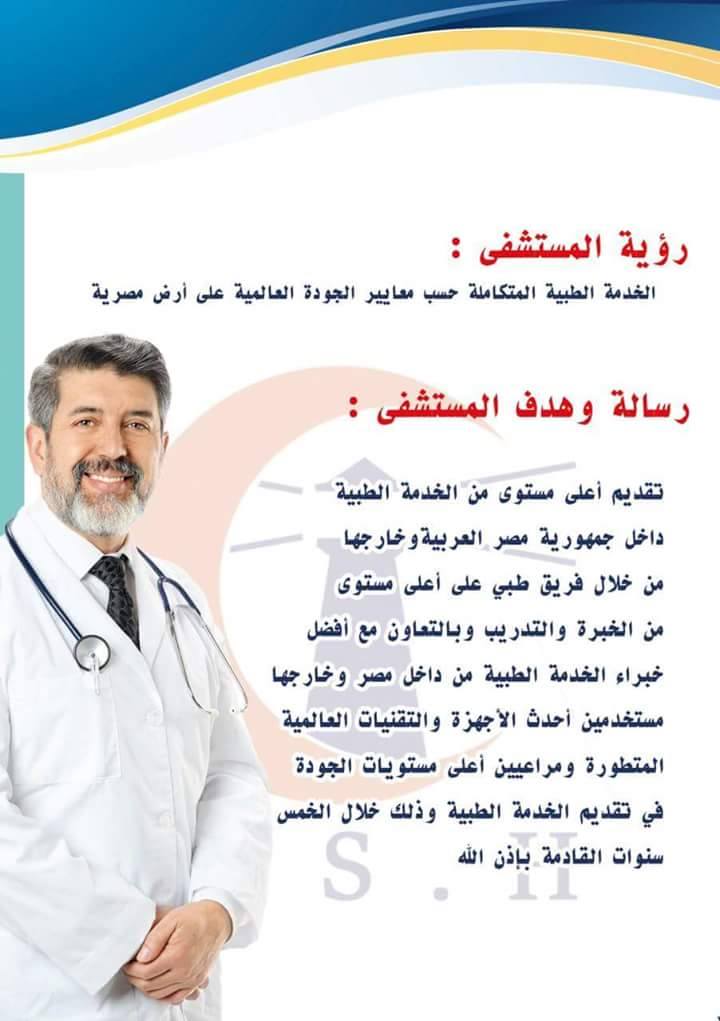 رؤية المستشفى :
الخدمة الطبية المتكاملة حسب معايير الجودة العالمية على أرض مصرية
رسالة وهدف المستشفى :
تقديم أعلى مستوى من الخدمة الطبية
داخل جمهورية مصر العربيةوخارجها
من خلال فريق طبي على أعلى مستوى
من الخبرة والتدريب وبالتعاون مع أفضل
خبراء الخدمة الطبية من داخل مصر وخارجها
مستخدمين أحدث الأجهزة والتقنيات العالمية
المتطورة ومراعيين أعلى مستويات الجودة
في تقديم الخدمة الطبية وذلك خلال الخمس
سنوات القادمة بإذن الله
S . H